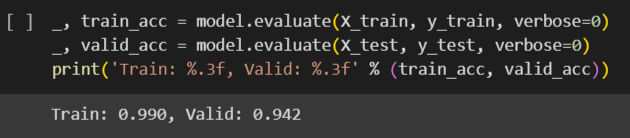 [ ] _, train_acc = model.evaluate(X_train, y_train, verbose=0)
_, valid_acc = model.evaluate(X_test, y_test, verbose=0)
print('Train: %.3f, Valid: %.3f' % (train_acc, valid_acc))
Train: 0.990, Valid: 0.942